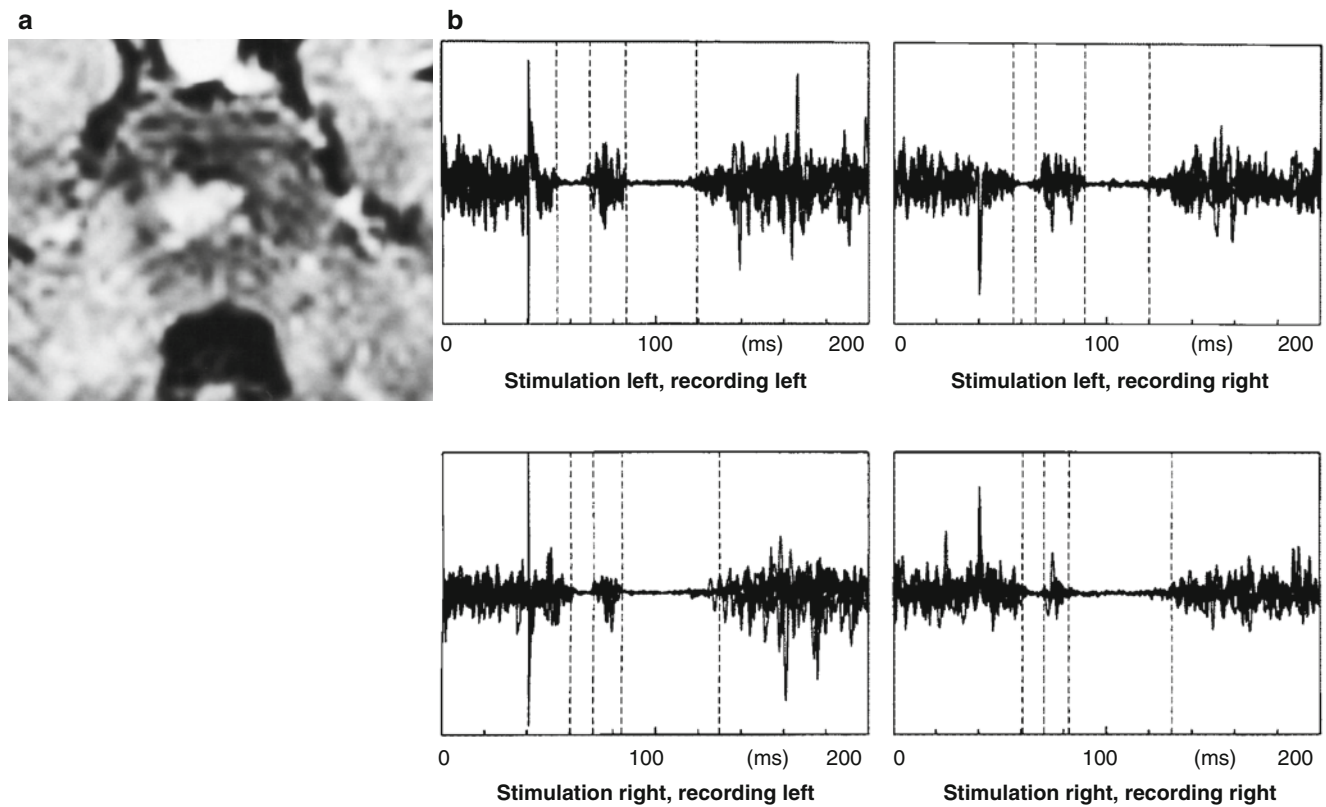 a
b
0 100 (ms) 200
Stimulation left, recording left
0 100 (ms) 200
Stimulation left, recording right
0 100 (ms) 200
Stimulation right, recording left
0 100 (ms) 200
Stimulation right, recording right